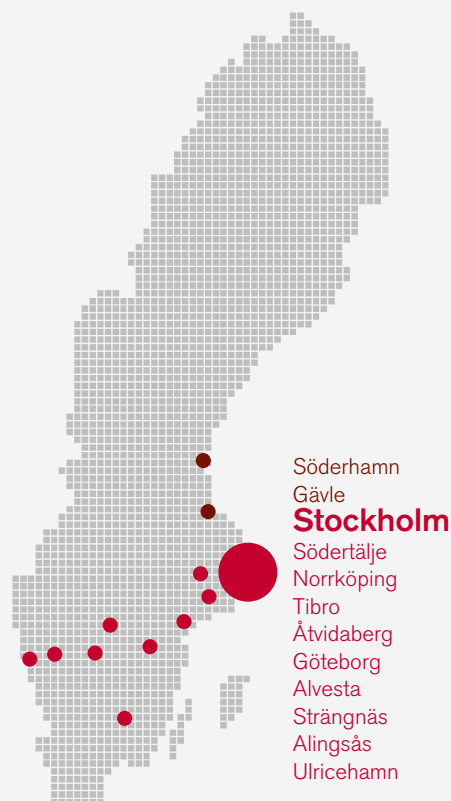 Söderhamn
Gävle
Stockholm
Södertälje
Norrköping
Tibro
Åtvidaberg
Göteborg
Alvesta
Strängnäs
Alingsås
Ulricehamn